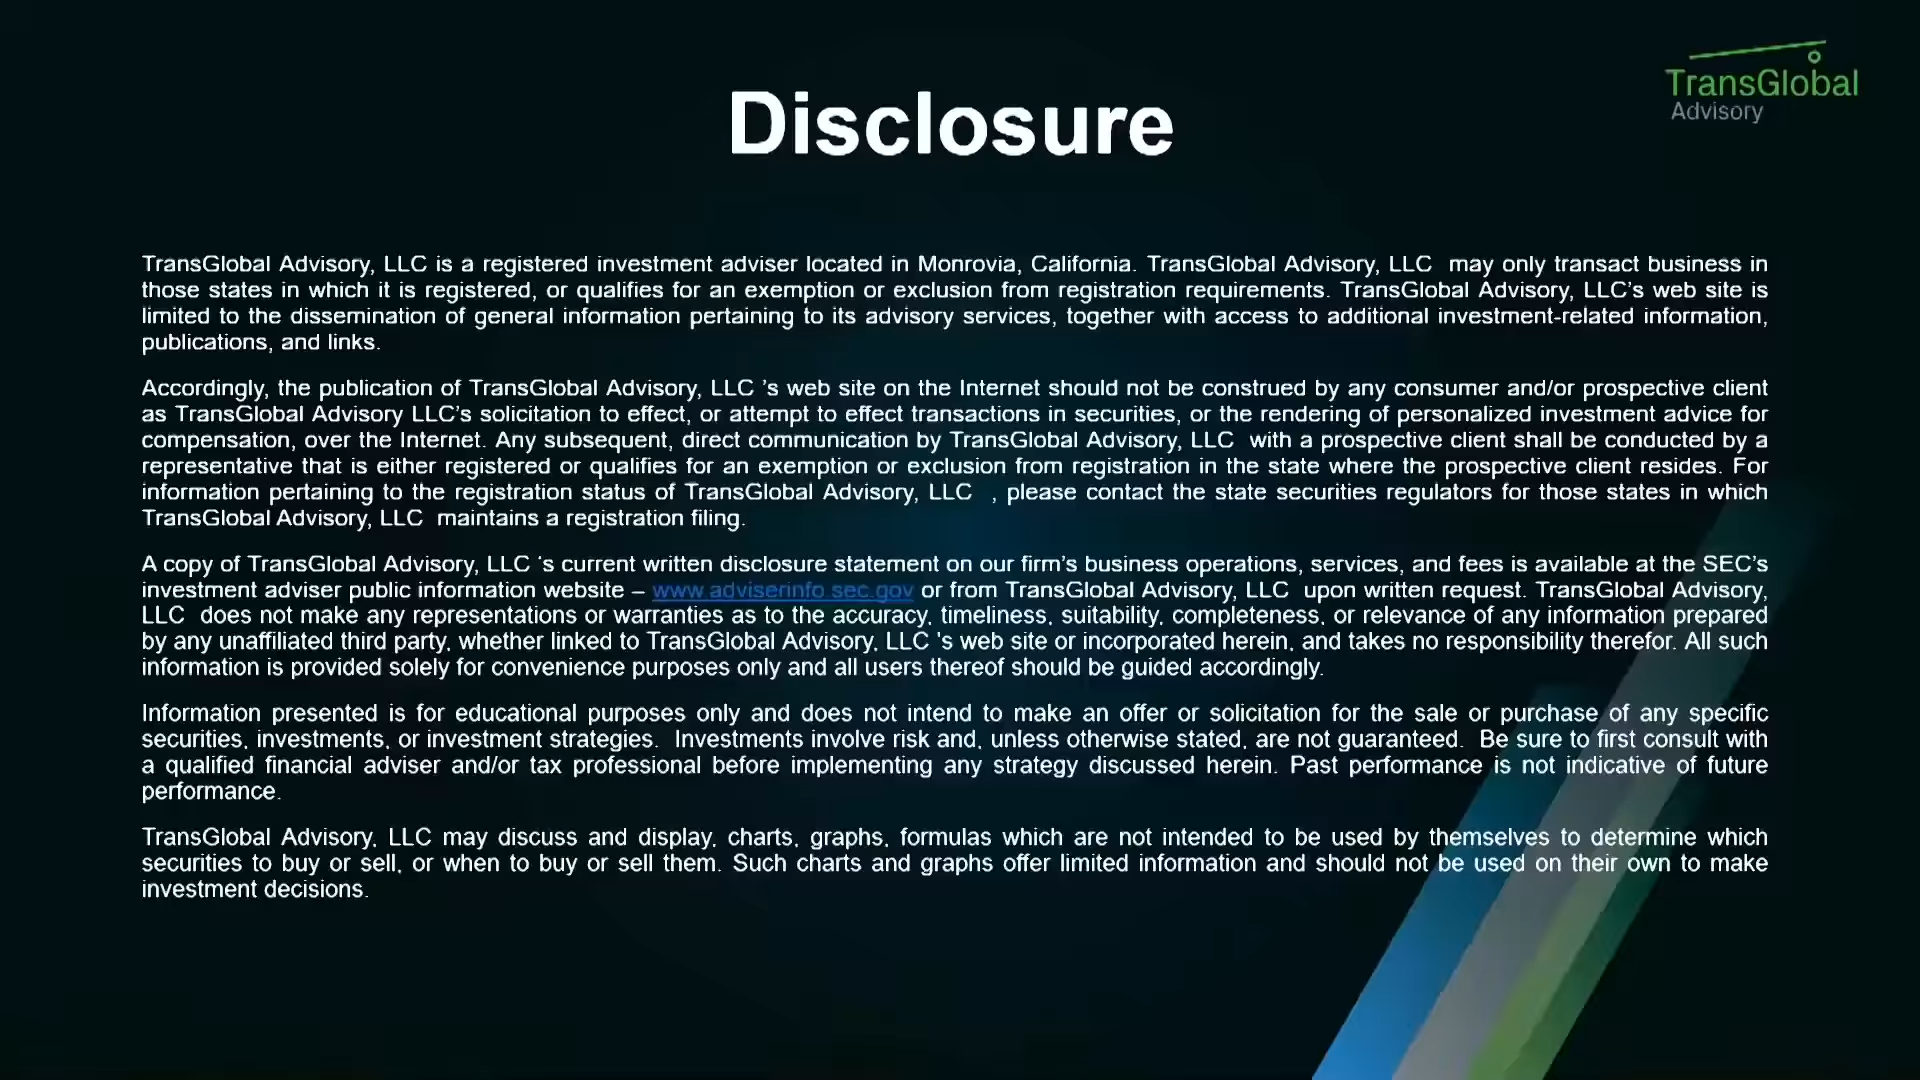 TransGlobal
Advisory
Disclosure
TransGlobal Advisory, LLC is a registered investment adviser located in Monrovia, California. TransGlobal Advisory, LLC  may only transact business in
those states in which it is registered, or qualifies for an exemption or exclusion from registration requirements. TransGlobal Advisory, LLC’s web site is
limited to the dissemination of general information pertaining to its advisory services, together with access to additional investment-related information,
publications, and links.
Accordingly, the publication of TransGlobal Advisory, LLC ’s web site on the Internet should not be construed by any consumer and/or prospective client
as TransGlobal Advisory LLC’s solicitation to effect, or attempt to effect transactions in securities, or the rendering of personalized investment advice for
compensation, over the Internet. Any subsequent, direct communication by TransGlobal Advisory, LLC  with a prospective client shall be conducted by a
representative that is either registered or qualifies for an exemption or exclusion from registration in the state where the prospective client resides. For
information pertaining to the registration status of TransGlobal Advisory, LLC  , please contact the state securities regulators for those states in which
TransGlobal Advisory, LLC  maintains a registration filing.
A copy of TransGlobal Advisory, LLC ’s current written disclosure statement on our firm’s business operations, services, and fees is available at the SEC’s
investment adviser public information website – www.adviserinfo.sec.gov or from TransGlobal Advisory, LLC  upon written request. TransGlobal Advisory,
LLC  does not make any representations or warranties as to the accuracy, timeliness, suitability, completeness, or relevance of any information prepared
by any unaffiliated third party, whether linked to TransGlobal Advisory, LLC 's web site or incorporated herein, and takes no responsibility therefor. All such
information is provided solely for convenience purposes only and all users thereof should be guided accordingly.
Information presented is for educational purposes only and does not intend to make an offer or solicitation for the sale or purchase of any specific
securities, investments, or investment strategies.  Investments involve risk and, unless otherwise stated, are not guaranteed.  Be sure to first consult with
a qualified financial adviser and/or tax professional before implementing any strategy discussed herein. Past performance is not indicative of future
performance.
TransGlobal Advisory, LLC may discuss and display, charts, graphs, formulas which are not intended to be used by themselves to determine which
securities to buy or sell, or when to buy or sell them. Such charts and graphs offer limited information and should not be used on their own to make
investment decisions.